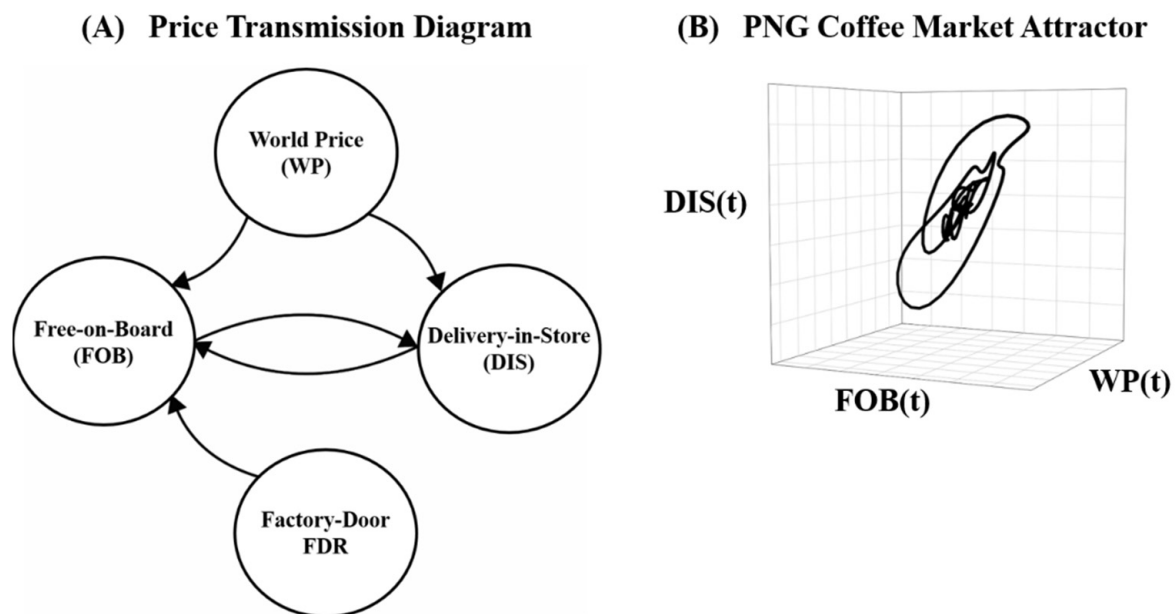 (A) Price Transmission Diagram
World Price
(WP)
Free-on-Board
(FOB)
Delivery-in-Store
(DIS)
Factory-Door
FDR
(B) PNG Coffee Market Attractor
DIS(t)
FOB(t)
WP(t)